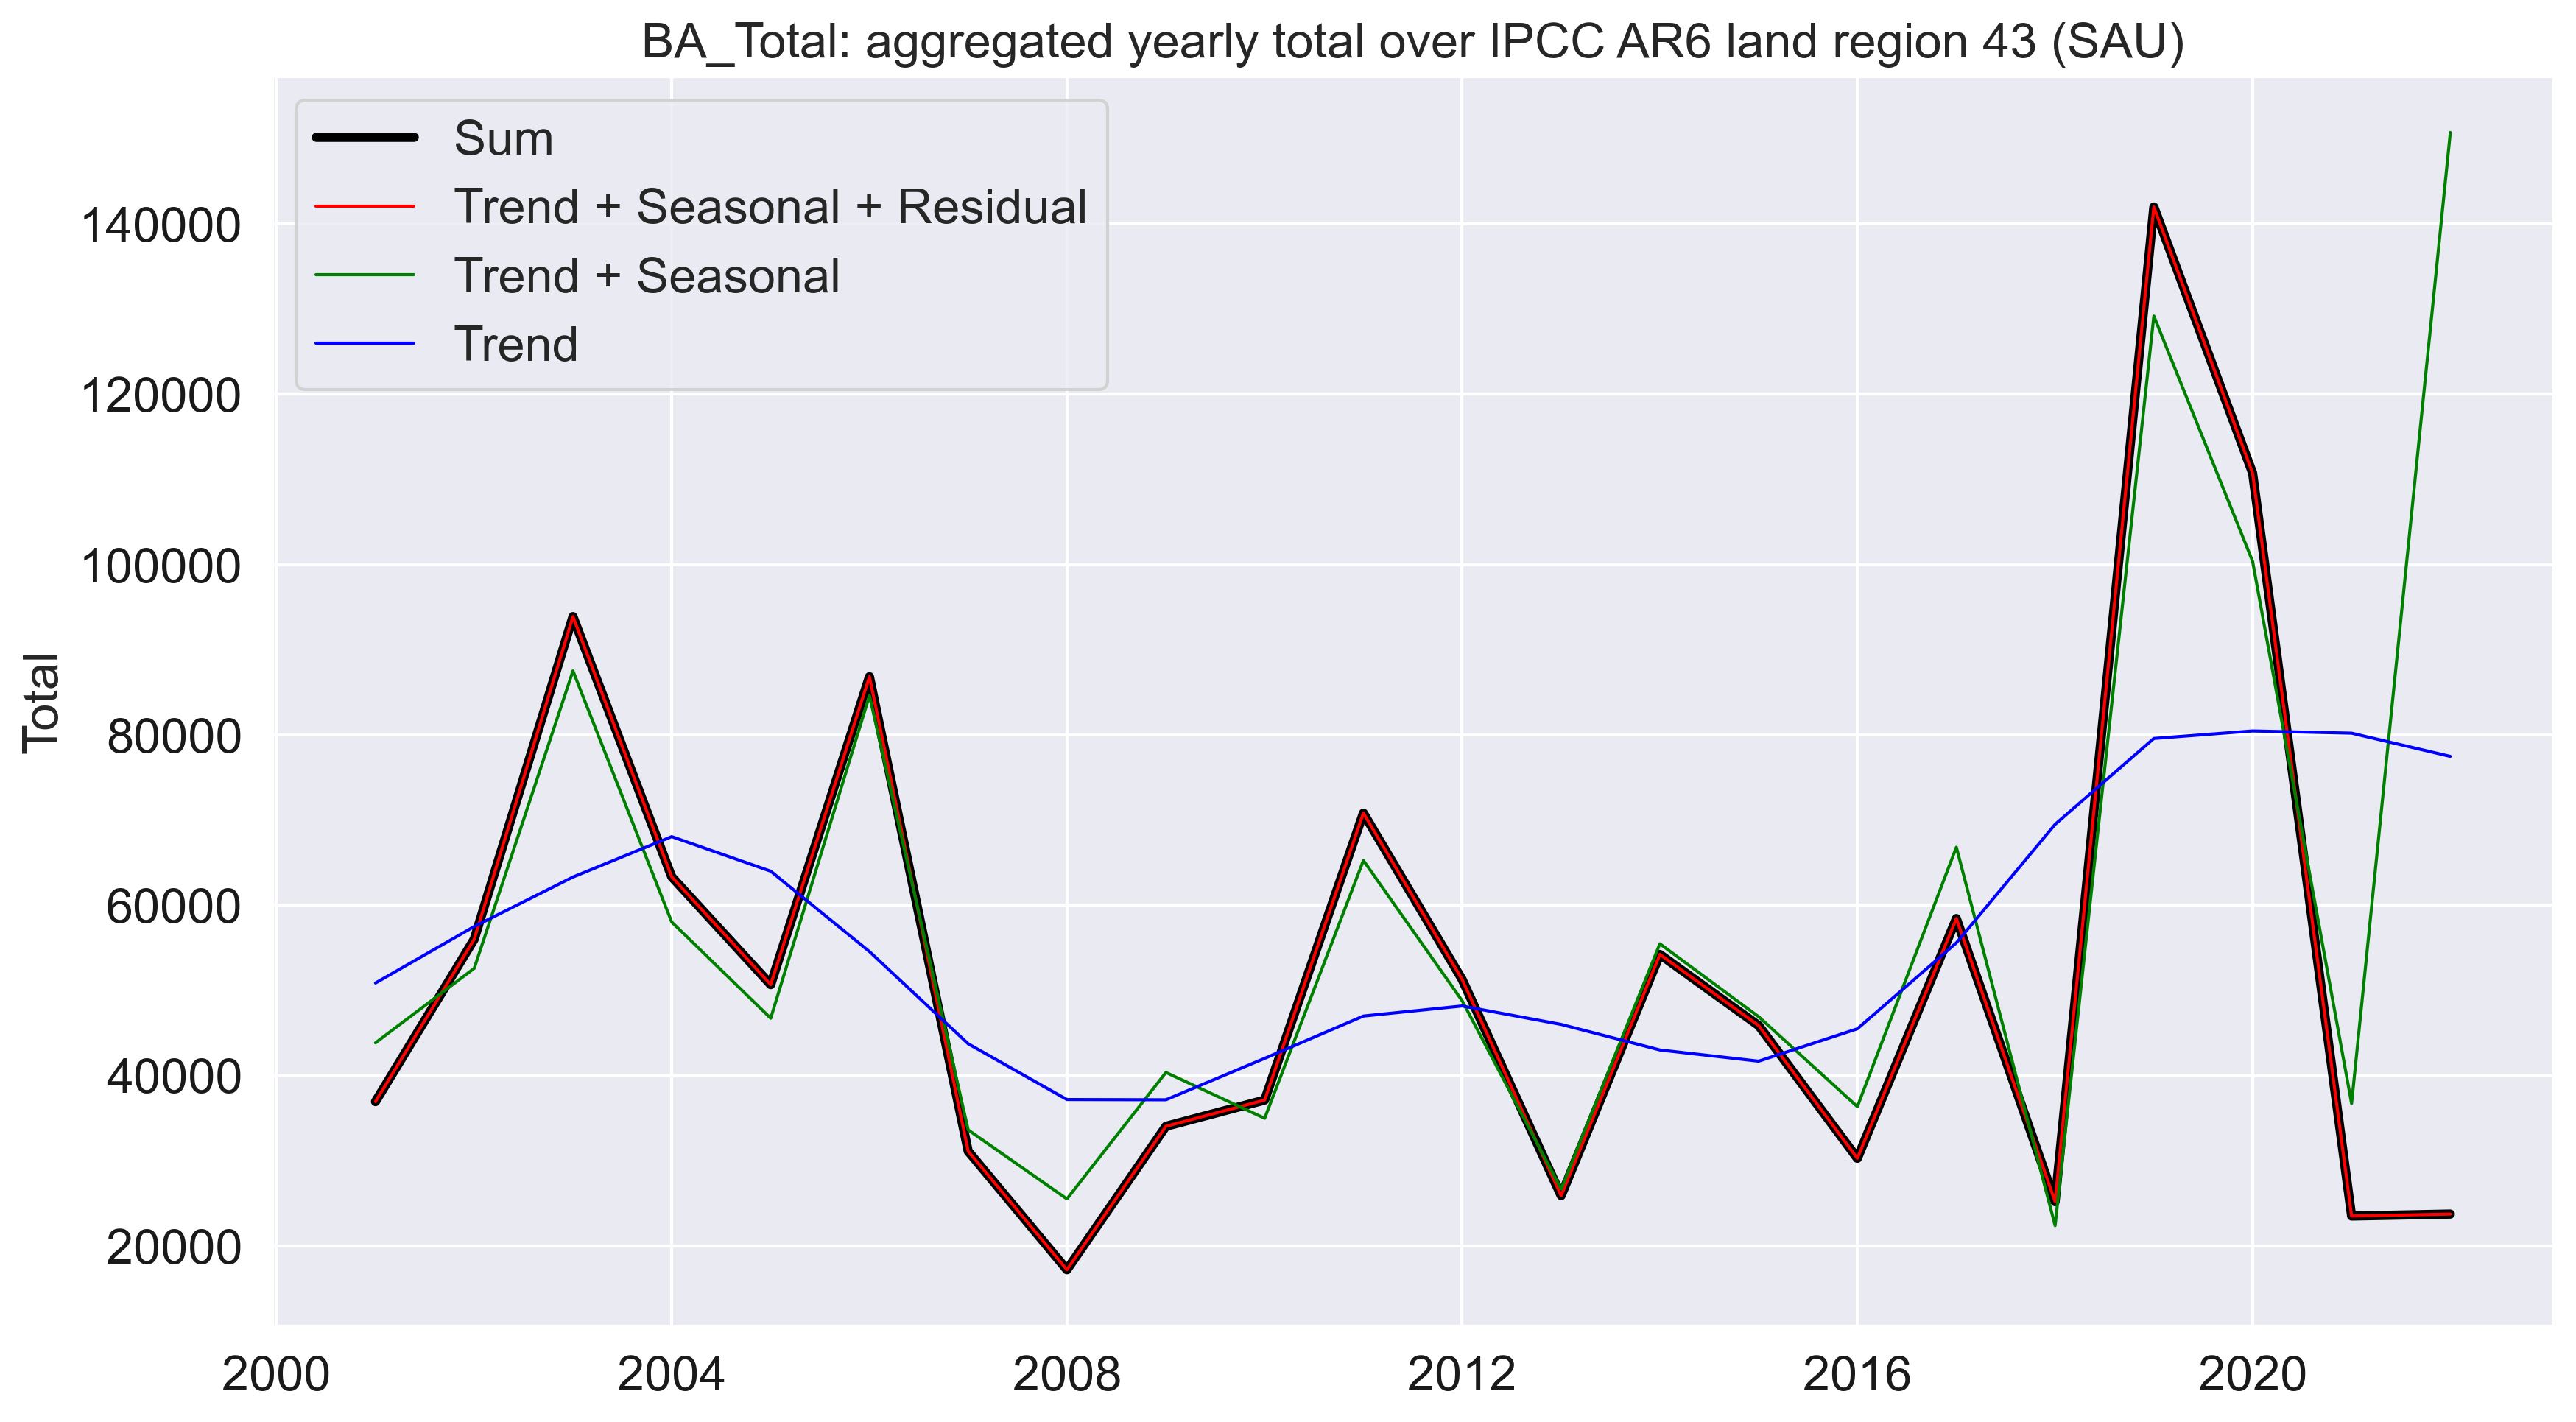 BA_Total: aggregated yearly total over IPCC AR6 land region 43 (SAU)
Sum
Trend + Seasonal + Residual
Trend + Seasonal
Trend
140000
120000
100000
80000
60000
40000
20000
Total
2000
2004
2008
2012
2016
2020